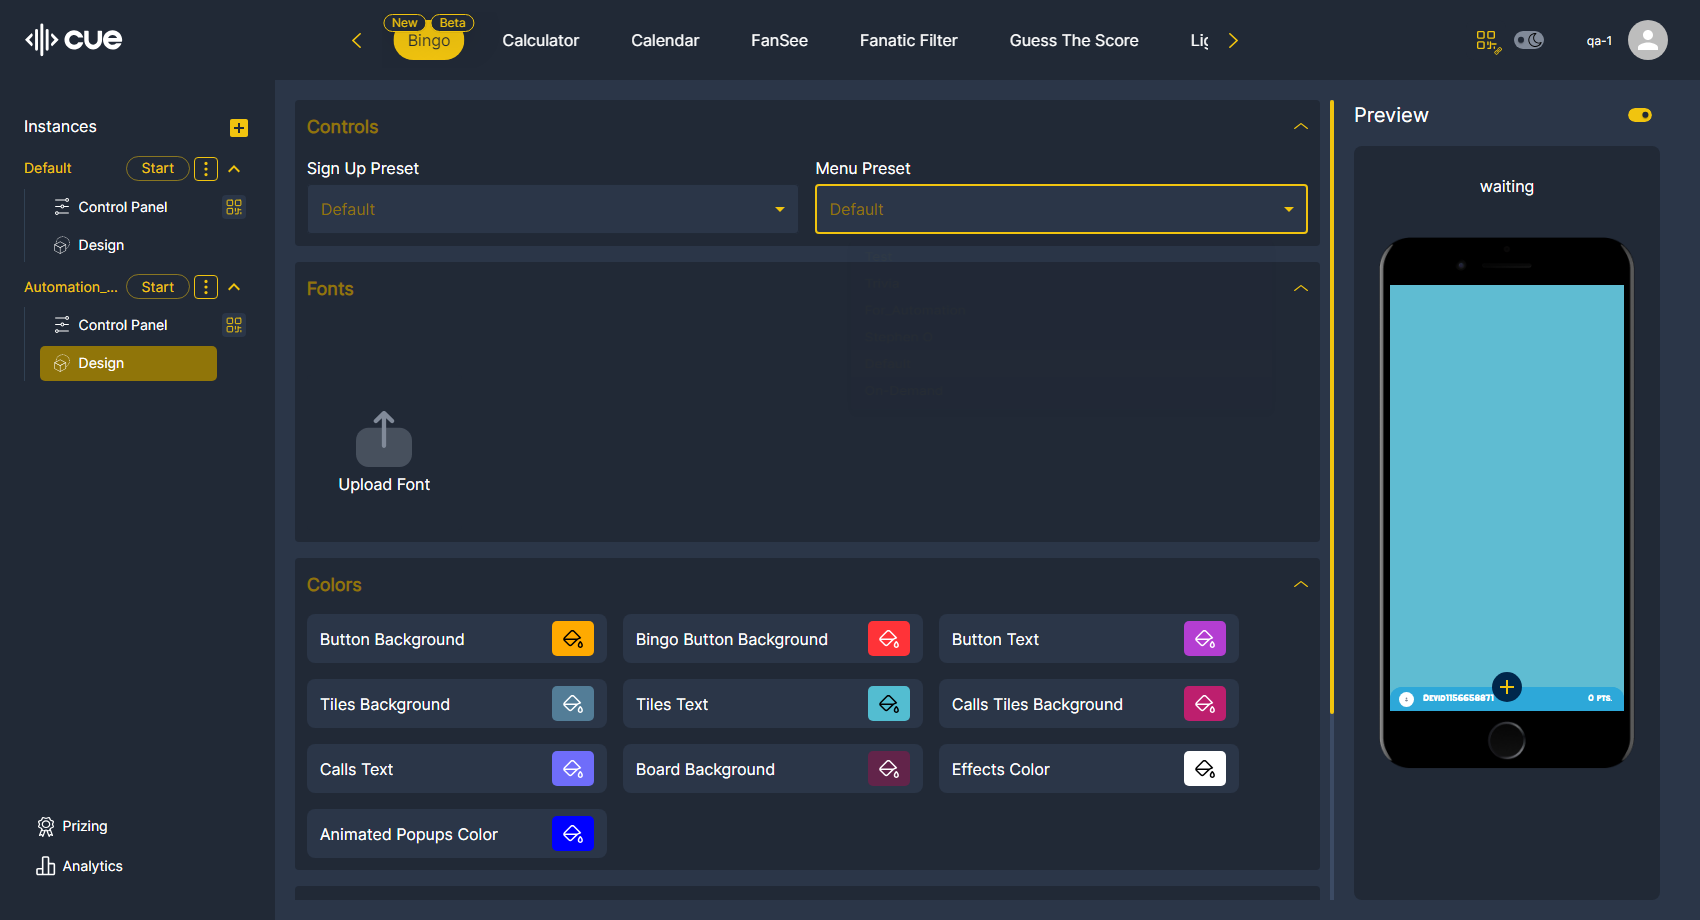 cue
New Beta
Bingo Calculator Calendar FanSee Fanatic Filter Guess The Score Lig
qa-1
Instances
Default Start
Control Panel
Design
Automation_... Start
Control Panel
Design
Prizing
Analytics
Controls
Sign Up Preset Menu Preset
Default Default
Fonts
Upload Font
Colors
Button Background Bingo Button Background Button Text
Tiles Background Tiles Text Calls Tiles Background
Calls Text Board Background Effects Color
Animated Popups Color
Preview
waiting
1 DEVID1156658871 0 PTS.